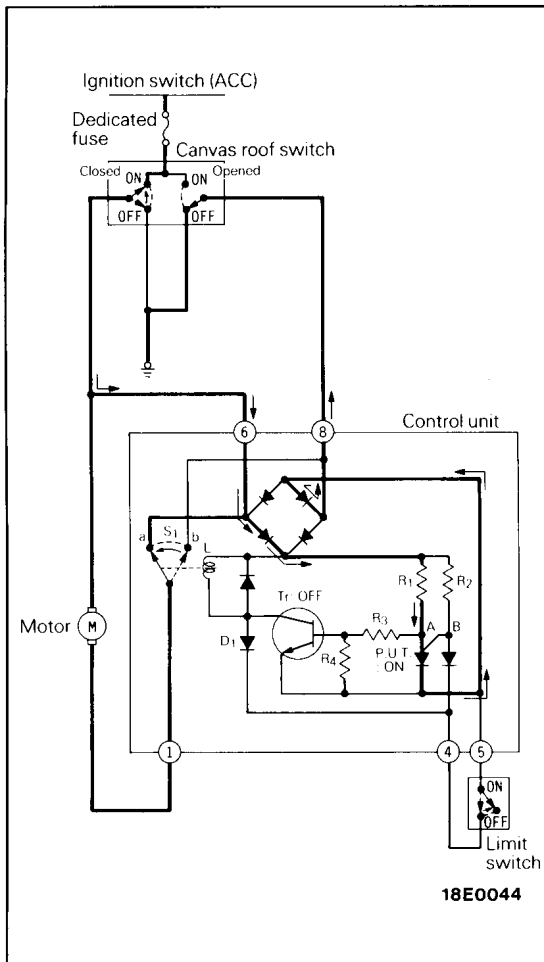 Ignition switch (ACC)
Dedicated
fuse
Canvas roof switch
Closed
ON
ON
Opened
OFF
OFF
6
8
Control unit
a
S1
b
L
R1
R2
Tr: OFF
R3
A
B
Motor
M
D1
R4
P.U.T.
: ON
1
4
5
ON
OFF
Limit
switch
18E0044